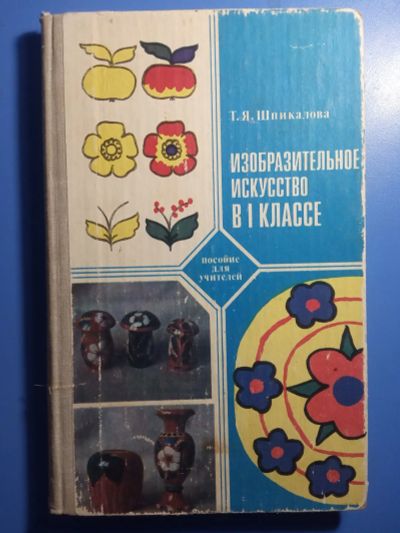 Т.Я. Шпикалова
ИЗОБРАЗИТЕЛЬНОЕ
ИСКУССТВО
В I КЛАССЕ
пособие для
учителей